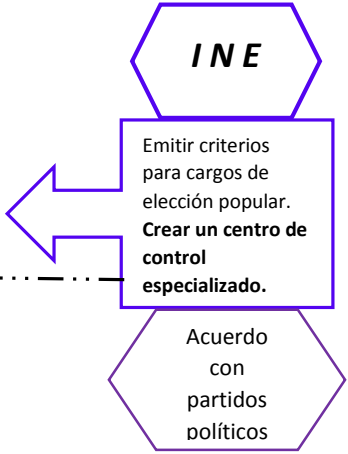 I N E
Emitir criterios
para cargos de
elección popular.
Crear un centro de
control
especializado.
Acuerdo
con
partidos
políticos